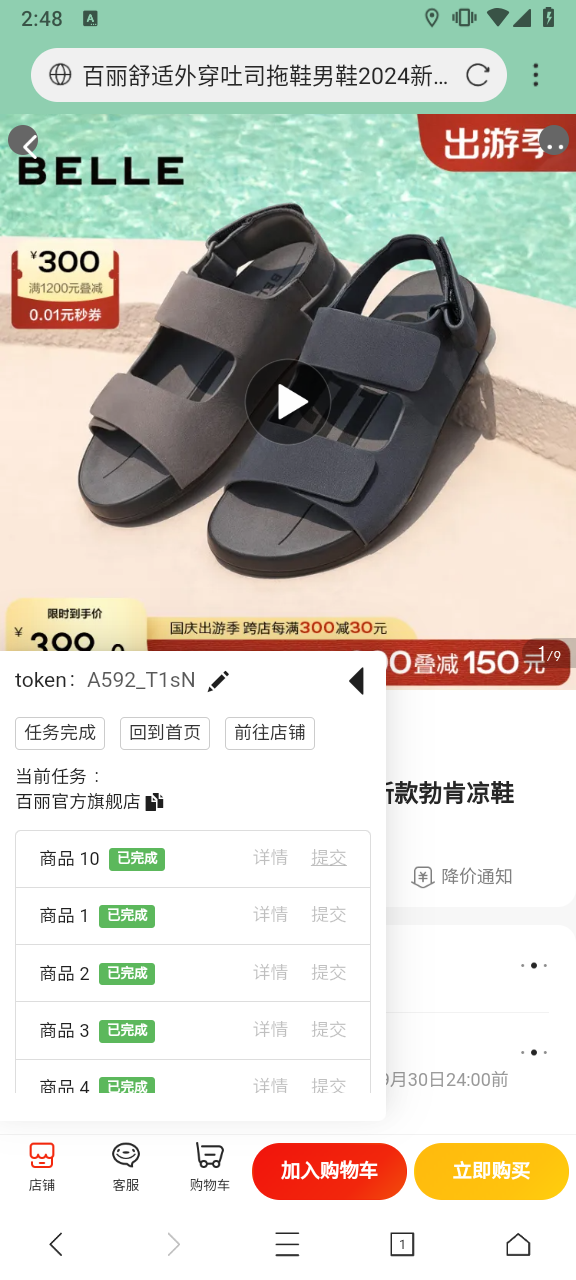 2:48
A
百丽舒适外穿吐司拖鞋男鞋2024新...
BELLE
出游季
¥300
满1200元叠减
0.01元秒券
限时到手价
¥
国庆出游季 跨店每满300减30元
0叠减 150元
1/9
token： A592_T1sN
任务完成
回到首页
前往店铺
当前任务：
百丽官方旗舰店
新款勃肯凉鞋
降价通知
商品 10 已完成 详情 提交
商品 1 已完成 详情 提交
商品 2 已完成 详情 提交
商品 3 已完成 详情 提交
商品 4 已完成 详情 提交
9月30日24:00前
店铺
客服
购物车
加入购物车
立即购买
1